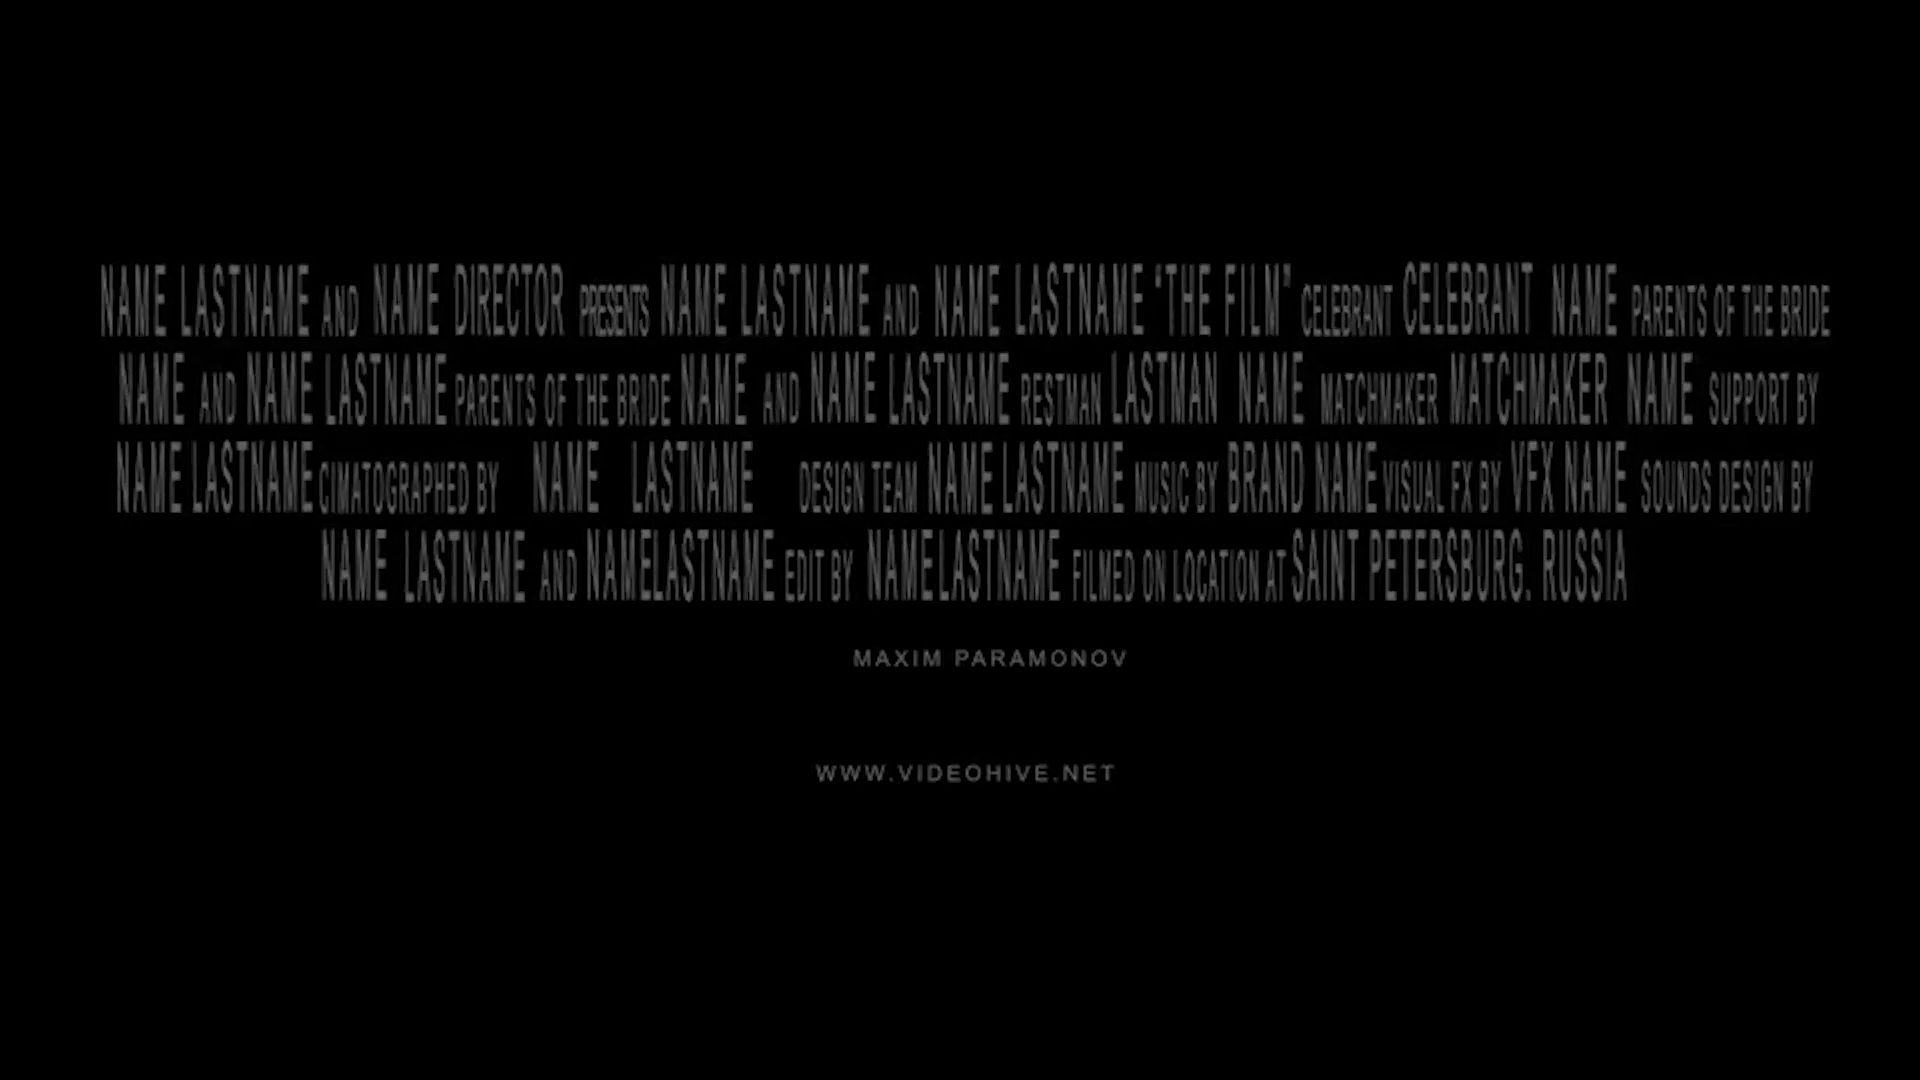 NAME LASTNAME AND NAME DIRECTOR PRESENTS NAME LASTNAME AND NAME LASTNAME “THE FILM” CELEBRANT CELEBRANT NAME PARENTS OF THE BRIDE
NAME AND NAME LASTNAME PARENTS OF THE BRIDE NAME AND NAME LASTNAME RESTMAN LASTMAN NAME MATCHMAKER MATCHMAKER NAME SUPPORT BY
NAME LASTNAME CIMATOGRAPHED BY NAME LASTNAME DESIGN TEAM NAME LASTNAME MUSIC BY BRAND NAME VISUAL FX BY VFX NAME SOUNDS DESIGN BY
NAME LASTNAME AND NAMELASTNAME EDIT BY NAMELASTNAME FILMED ON LOCATION AT SAINT PETERSBURG. RUSSIA
MAXIM PARAMONOV
WWW.VIDEOHIVE.NET